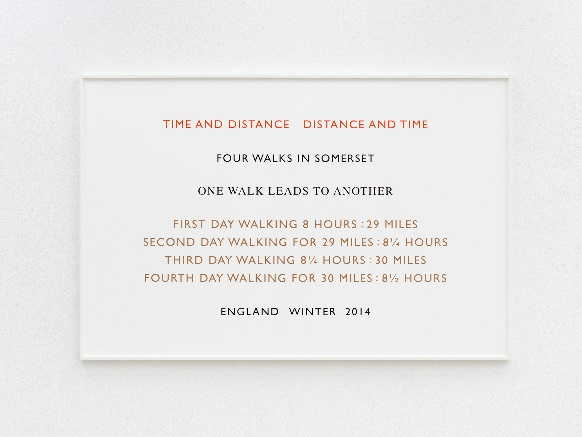 TIME AND DISTANCE   DISTANCE AND TIME
FOUR WALKS IN SOMERSET
ONE WALK LEADS TO ANOTHER
FIRST DAY WALKING 8 HOURS : 29 MILES
SECOND DAY WALKING FOR 29 MILES : 8¼ HOURS
THIRD DAY WALKING 8¼ HOURS : 30 MILES
FOURTH DAY WALKING FOR 30 MILES : 8½ HOURS
ENGLAND   WINTER   2014